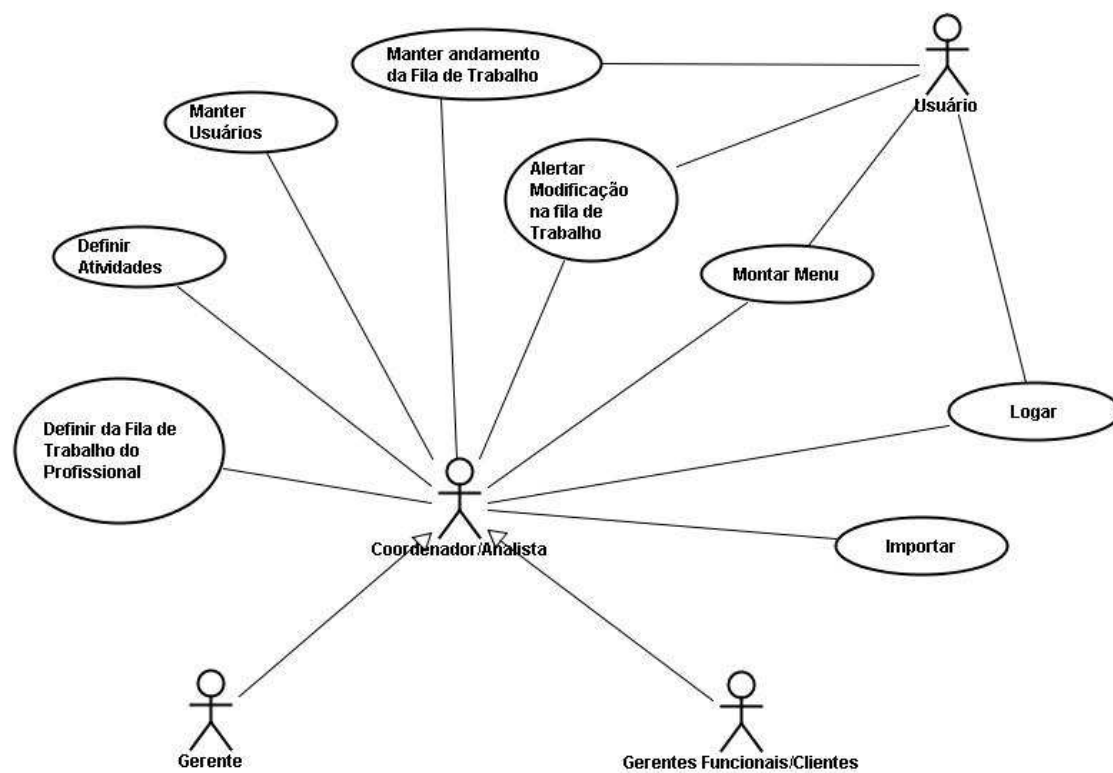 Manter andamento
da Fila de Trabalho
Usuário
Manter
Usuários
Alertar
Modificação
na fila de
Trabalho
Definir
Atividades
Montar Menu
Logar
Definir da Fila de
Trabalho do
Profissional
Coordenador/Analista
Importar
Gerente
Gerentes Funcionais/Clientes